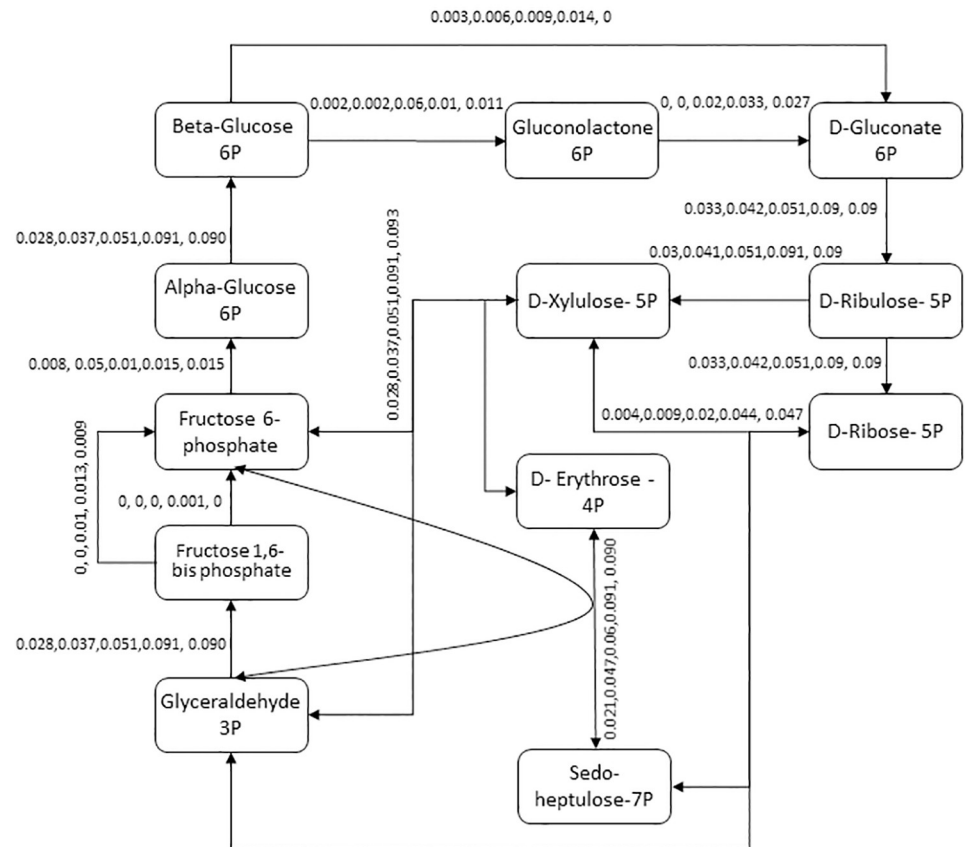 0.003,0.006,0.009,0.014, 0
Beta-Glucose
6P
0.002,0.002,0.06,0.01, 0.011
Gluconolactone
6P
0, 0, 0.02,0.033, 0.027
D-Gluconate
6P
0.033,0.042,0.051,0.09, 0.09
0.028,0.037,0.051,0.091, 0.090
0.028,0.037,0.051,0.091, 0.093
0.03,0.041,0.051,0.091, 0.09
Alpha-Glucose
6P
D-Xylulose- 5P
D-Ribulose- 5P
0.008, 0.05,0.01,0.015, 0.015
0.033,0.042,0.051,0.09, 0.09
Fructose 6-
phosphate
0.004,0.009,0.02,0.044, 0.047
D-Ribose- 5P
0, 0,0.01,0.013, 0.009
0, 0, 0, 0.001, 0
D- Erythrose -
4P
Fructose 1,6-
bis phosphate
0.021,0.047,0.06,0.091, 0.090
0.028,0.037,0.051,0.091, 0.090
Glyceraldehyde
3P
Sedo-
heptulose-7P